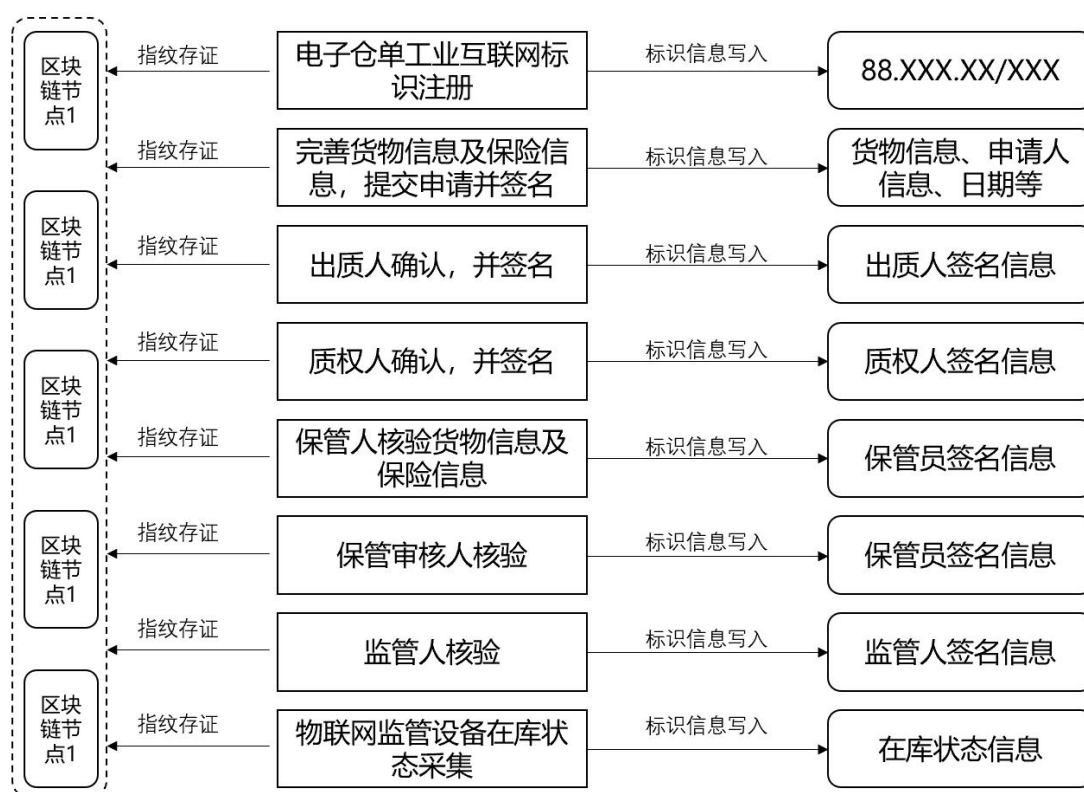 区块
链节
点1
指纹存证
电子仓单工业互联网标
识注册
标识信息写入
88.XXX.XX/XXX
指纹存证
完善货物信息及保险信
息，提交申请并签名
标识信息写入
货物信息、申请人
信息、日期等
区块
链节
点1
指纹存证
出质人确认，并签名
标识信息写入
出质人签名信息
指纹存证
质权人确认，并签名
标识信息写入
质权人签名信息
区块
链节
点1
指纹存证
保管人核验货物信息及
保险信息
标识信息写入
保管员签名信息
区块
链节
点1
指纹存证
保管审核人核验
标识信息写入
保管员签名信息
指纹存证
监管人核验
标识信息写入
监管人签名信息
区块
链节
点1
指纹存证
物联网监管设备在库状
态采集
标识信息写入
在库状态信息